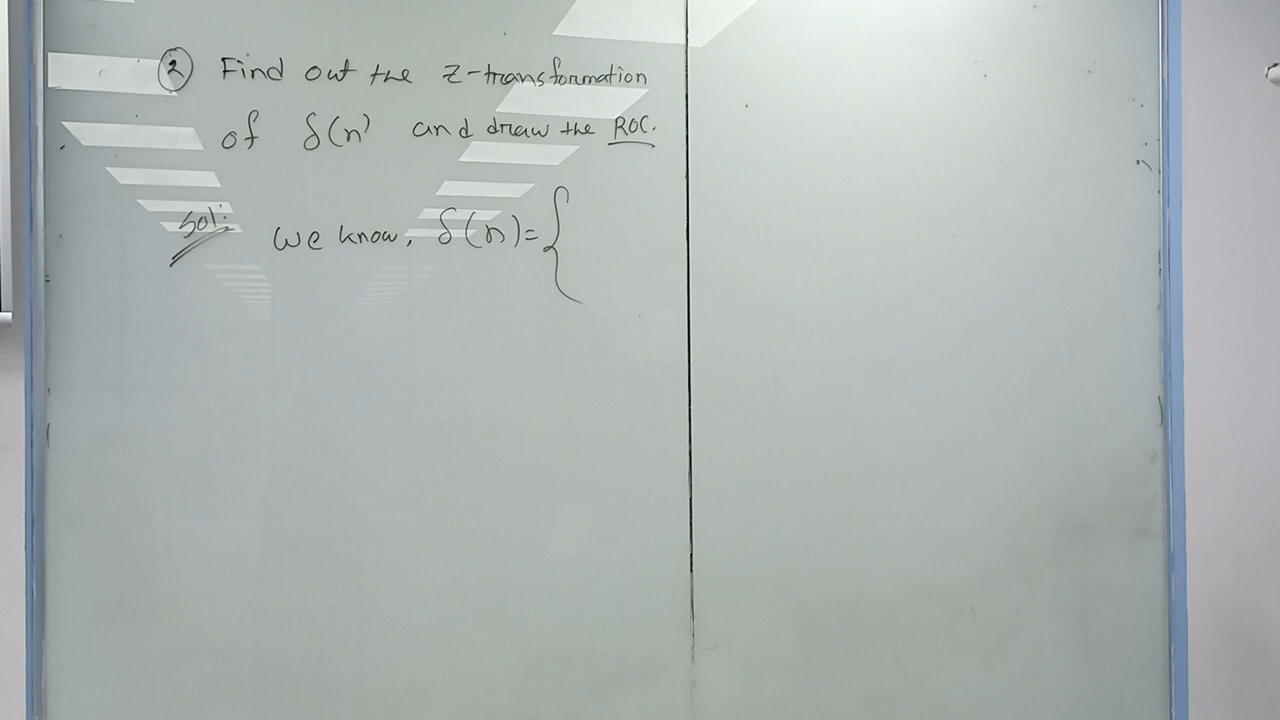 ② Find out the Z-transformation
of δ(n) and draw the ROC.
Sol: we know, δ(n)={